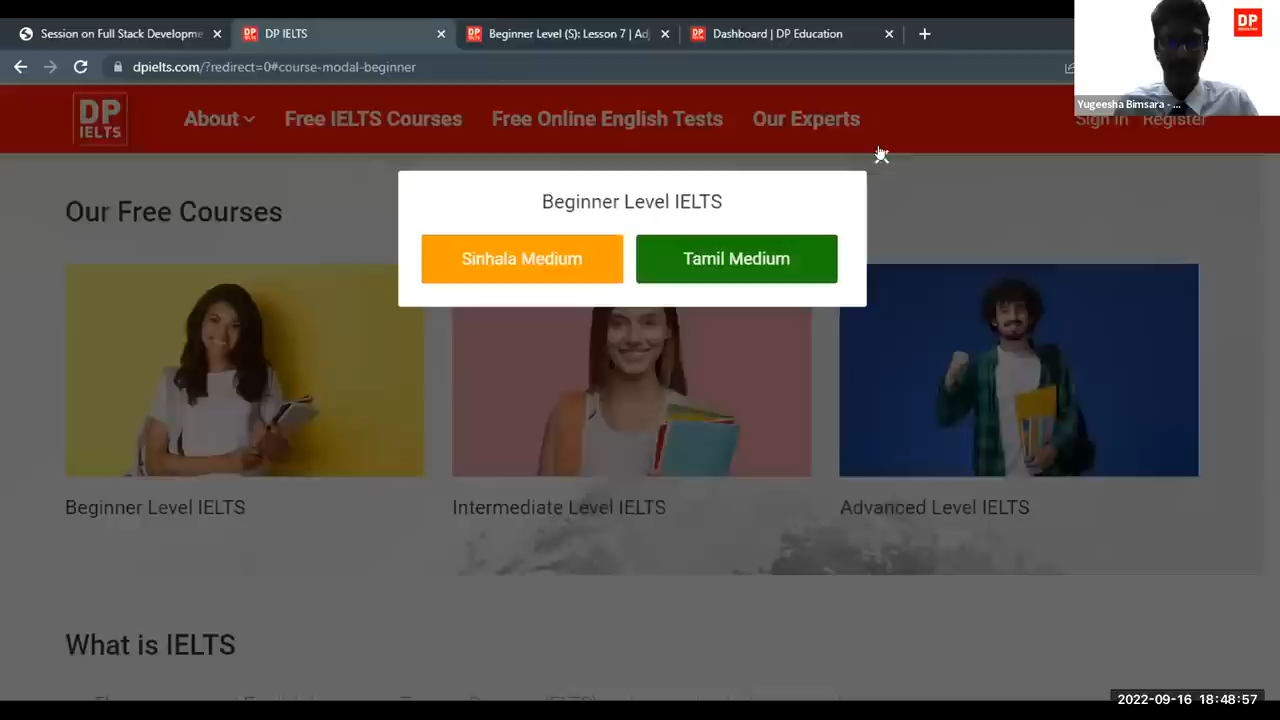 Session on Full Stack Developme
DP IELTS
Beginner Level (S): Lesson 7 | Ad
Dashboard | DP Education
dpielts.com/?redirect=0#course-modal-beginner
DP
Yugeesha Bimsara - ...
DP
IELTS
About
Free IELTS Courses
Free Online English Tests
Our Experts
Sign In
Register
Beginner Level IELTS
Sinhala Medium
Tamil Medium
Our Free Courses
Beginner Level IELTS
Intermediate Level IELTS
Advanced Level IELTS
What is IELTS
2022-09-16 18:48:57